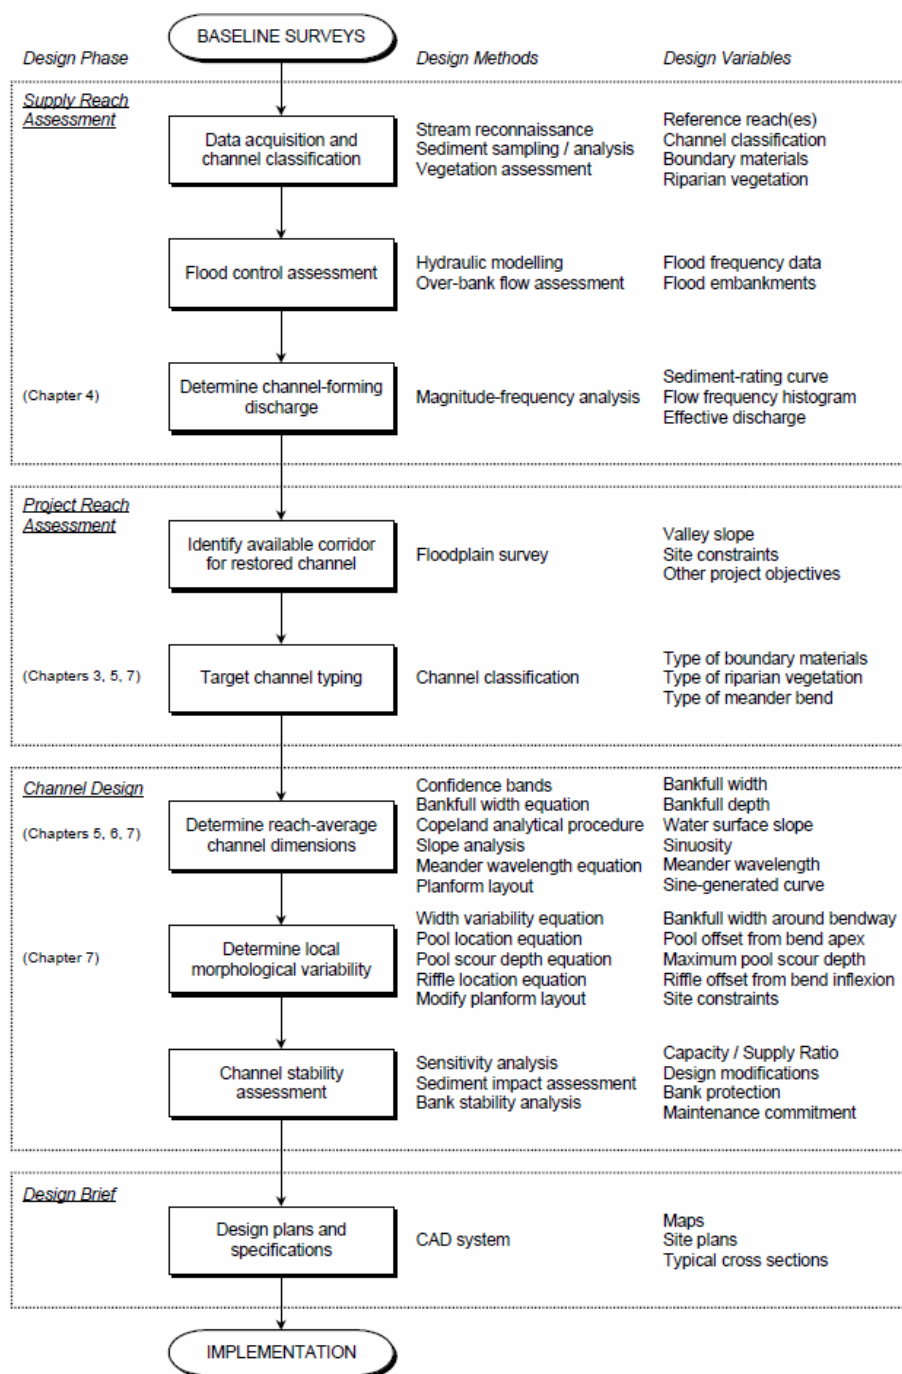 BASELINE SURVEYS
Design Phase
Design Methods
Design Variables
Supply Reach
Assessment
Data acquisition and
channel classification
Stream reconnaissance
Sediment sampling / analysis
Vegetation assessment
Reference reach(es)
Channel classification
Boundary materials
Riparian vegetation
Flood control assessment
Hydraulic modelling
Over-bank flow assessment
Flood frequency data
Flood embankments
(Chapter 4)
Determine channel-forming
discharge
Magnitude-frequency analysis
Sediment-rating curve
Flow frequency histogram
Effective discharge
Project Reach
Assessment
Identify available corridor
for restored channel
Floodplain survey
Valley slope
Site constraints
Other project objectives
(Chapters 3, 5, 7)
Target channel typing
Channel classification
Type of boundary materials
Type of riparian vegetation
Type of meander bend
Channel Design
(Chapters 5, 6, 7)
Determine reach-average
channel dimensions
Confidence bands
Bankfull width equation
Copeland analytical procedure
Slope analysis
Meander wavelength equation
Planform layout
Bankfull width
Bankfull depth
Water surface slope
Sinuosity
Meander wavelength
Sine-generated curve
(Chapter 7)
Determine local
morphological variability
Width variability equation
Pool location equation
Pool scour depth equation
Riffle location equation
Modify planform layout
Bankfull width around bendway
Pool offset from bend apex
Maximum pool scour depth
Riffle offset from bend inflexion
Site constraints
Channel stability
assessment
Sensitivity analysis
Sediment impact assessment
Bank stability analysis
Capacity / Supply Ratio
Design modifications
Bank protection
Maintenance commitment
Design Brief
Design plans and
specifications
CAD system
Maps
Site plans
Typical cross sections
IMPLEMENTATION